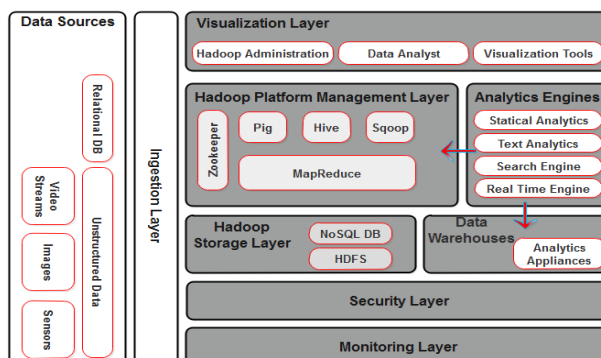 Data Sources
Relational DB
Video
Streams
Images
Sensors
Unstructured Data
Ingestion Layer
Visualization Layer
Hadoop Administration
Data Analyst
Visualization Tools
Hadoop Platform Management Layer
Zookeeper
Pig
Hive
Sqoop
MapReduce
Analytics Engines
Statical Analytics
Text Analytics
Search Engine
Real Time Engine
Hadoop
Storage Layer
NoSQL DB
HDFS
Data
Warehouses
Analytics
Appliances
Security Layer
Monitoring Layer